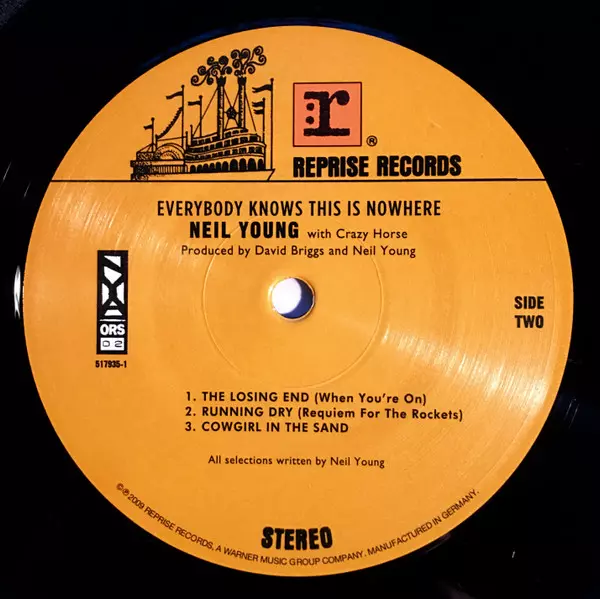 r
®
REPRISE RECORDS
EVERYBODY KNOWS THIS IS NOWHERE
NEIL YOUNG with Crazy Horse
Produced by David Briggs and Neil Young
NY
ORS
02
517935-1
SIDE
TWO
1. THE LOSING END (When You're On)
2. RUNNING DRY (Requiem For The Rockets)
3. COWGIRL IN THE SAND
All selections written by Neil Young
STEREO
©℗ 2009 REPRISE RECORDS, A WARNER MUSIC GROUP COMPANY. MANUFACTURED IN GERMANY.